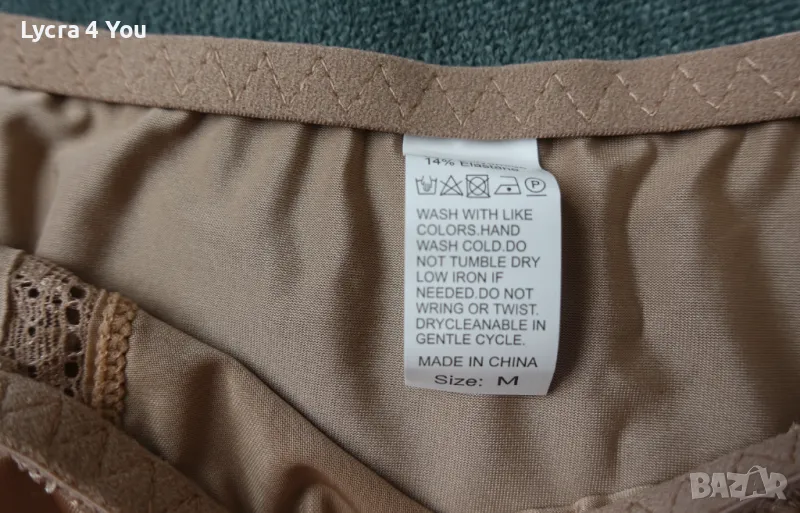 Lycra 4 You
14% Elastane
WASH WITH LIKE
COLORS.HAND
WASH COLD.DO
NOT TUMBLE DRY
LOW IRON IF
NEEDED.DO NOT
WRING OR TWIST.
DRYCLEANABLE IN
GENTLE CYCLE.
MADE IN CHINA
Size: M
BAZAR